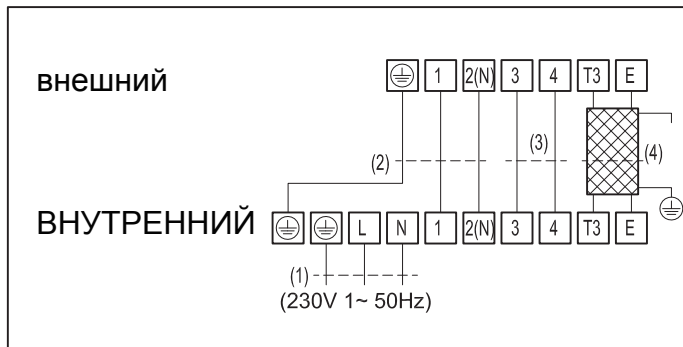 внешний
1 2(N) 3 4 T3 E
(2) (3) (4)
ВНУТРЕННИЙ
L N 1 2(N) 3 4 T3 E
(1)
(230V 1~ 50Hz)